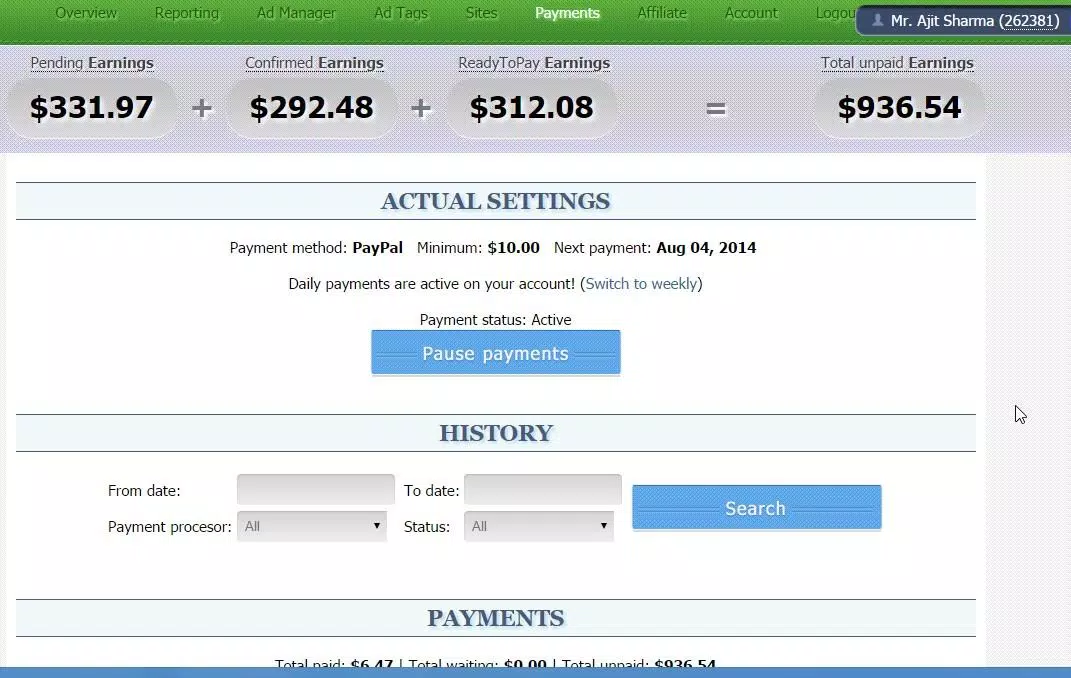 Overview Reporting Ad Manager Ad Tags Sites Payments Affiliate Account Logou
Mr. Ajit Sharma (262381)
Pending Earnings Confirmed Earnings ReadyToPay Earnings Total unpaid Earnings
$331.97 + $292.48 + $312.08 = $936.54
ACTUAL SETTINGS
Payment method: PayPal Minimum: $10.00 Next payment: Aug 04, 2014
Daily payments are active on your account! (Switch to weekly)
Payment status: Active
Pause payments
HISTORY
From date: To date:
Search
Payment procesor: All Status: All
PAYMENTS
Total paid: $6.47 | Total waiting: $0.00 | Total unpaid: $936.54